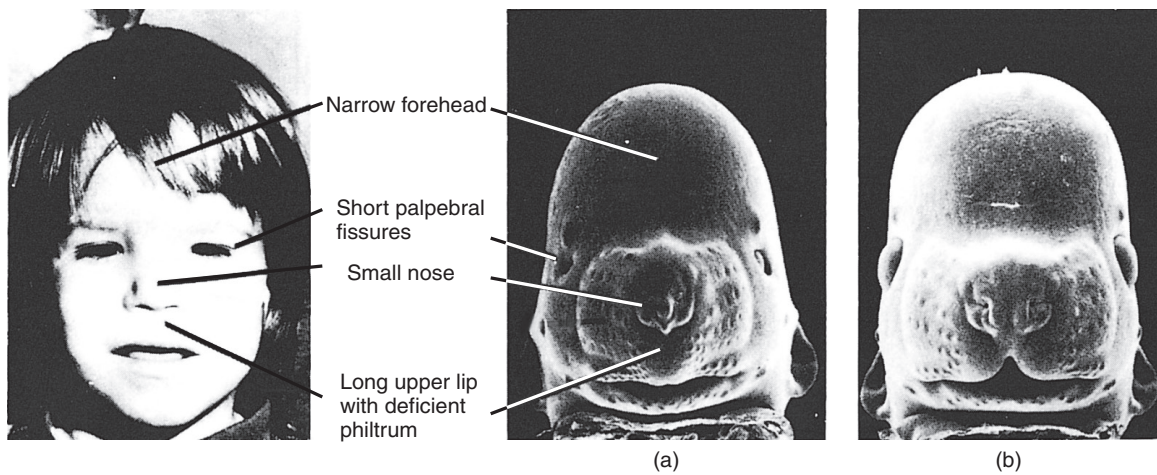 Narrow forehead
Short palpebral
fissures
Small nose
Long upper lip
with deficient
philtrum
(a)
(b)